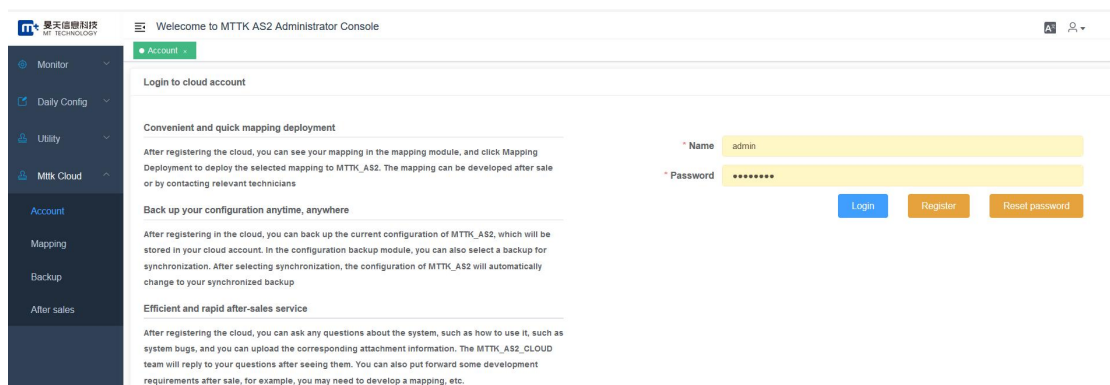 旻天信息科技
MT TECHNOLOGY
Welecome to MTTK AS2 Administrator Console
Account ×
Monitor
Daily Config
Utility
Mttk Cloud
Account
Mapping
Backup
After sales
Login to cloud account
Convenient and quick mapping deployment
After registering the cloud, you can see your mapping in the mapping module, and click Mapping
Deployment to deploy the selected mapping to MTTK_AS2. The mapping can be developed after sale
or by contacting relevant technicians
Back up your configuration anytime, anywhere
After registering in the cloud, you can back up the current configuration of MTTK_AS2, which will be
stored in your cloud account. In the configuration backup module, you can also select a backup for
synchronization. After selecting synchronization, the configuration of MTTK_AS2 will automatically
change to your synchronized backup
Efficient and rapid after-sales service
After registering the cloud, you can ask any questions about the system, such as how to use it, such as
system bugs, and you can upload the corresponding attachment information. The MTTK_AS2_CLOUD
team will reply to your questions after seeing them. You can also put forward some development
requirements after sale, for example, you may need to develop a mapping, etc.
* Name admin
* Password ••••••••
Login Register Reset password